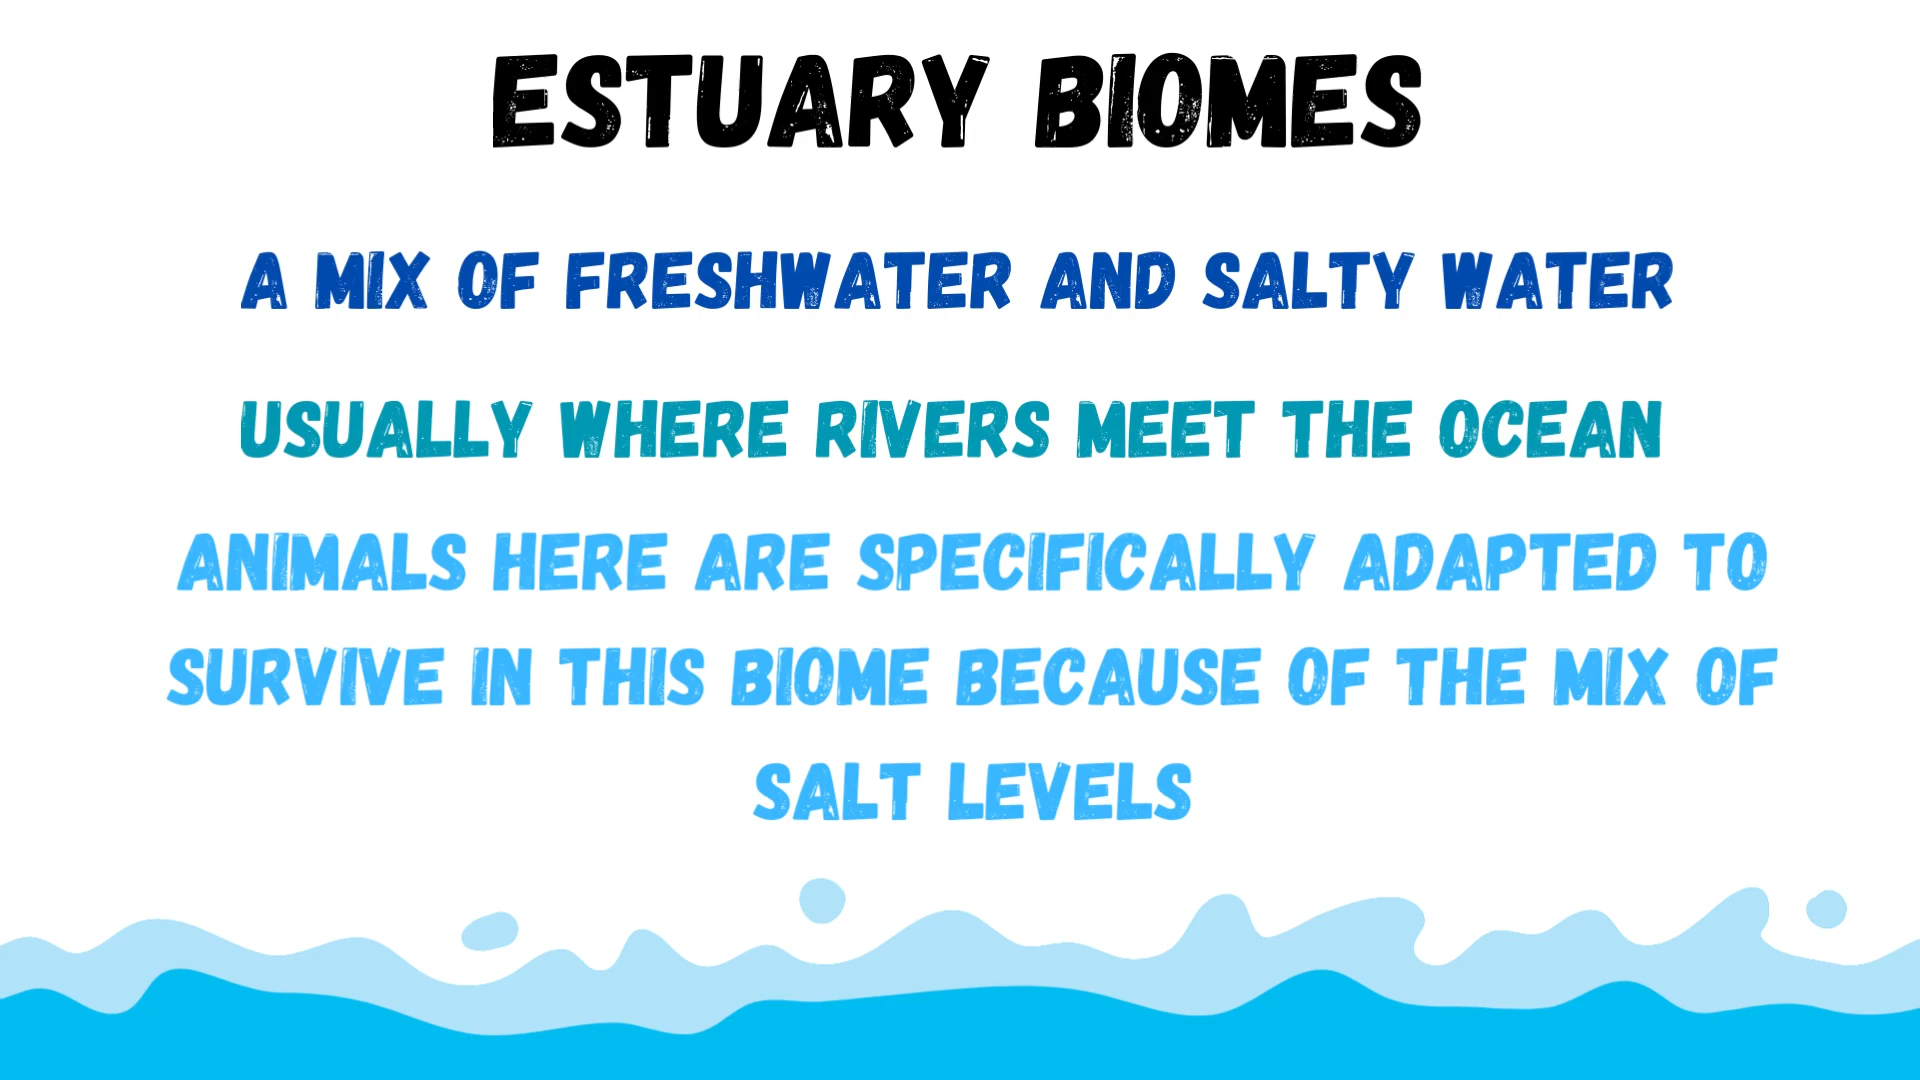 ESTUARY BIOMES
A MIX OF FRESHWATER AND SALTY WATER
USUALLY WHERE RIVERS MEET THE OCEAN
ANIMALS HERE ARE SPECIFICALLY ADAPTED TO
SURVIVE IN THIS BIOME BECAUSE OF THE MIX OF
SALT LEVELS